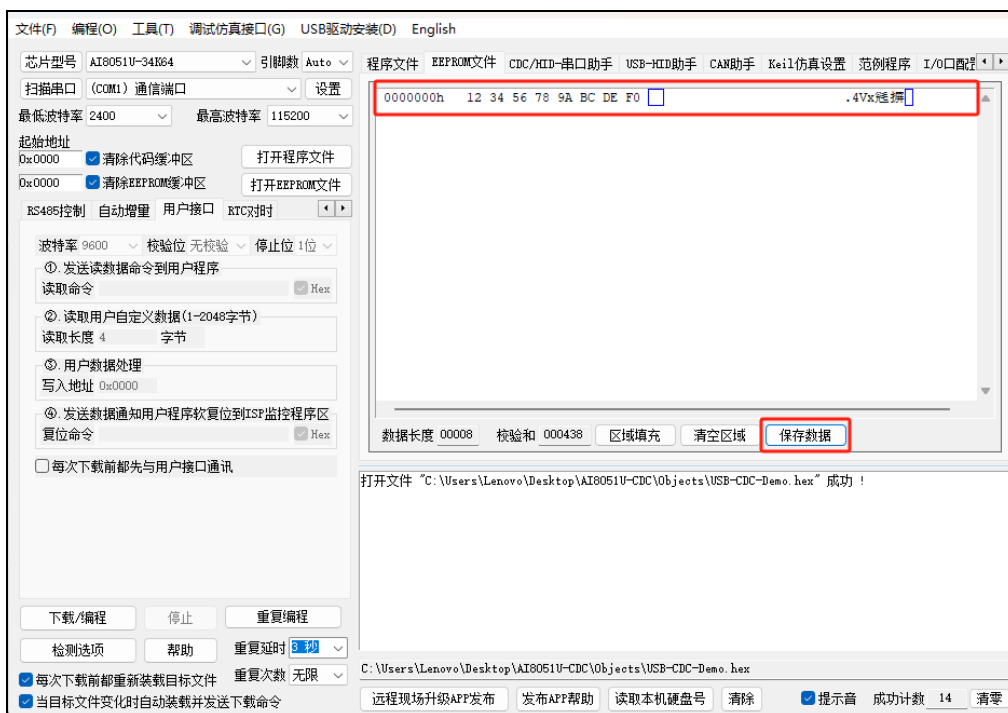 文件(F) 编程(O) 工具(T) 调试仿真接口(G) USB驱动安装(D) English
芯片型号 AI8051U-34K64 引脚数 Auto
扫描串口 (COM1) 通信端口 设置
最低波特率 2400 最高波特率 115200
起始地址
0x0000 清除代码缓冲区 打开程序文件
0x0000 清除EEPROM缓冲区 打开EEPROM文件
RS485控制 自动增量 用户接口 RTC对时
波特率 9600 校验位 无校验 停止位 1位
①.发送读数据命令到用户程序
读取命令 Hex
②.读取用户自定义数据(1-2048字节)
读取长度 4 字节
③.用户数据处理
写入地址 0x0000
④.发送数据通知用户程序软复位到ISP监控程序区
复位命令 Hex
每次下载前都先与用户接口通讯
下载/编程 停止 重复编程
检测选项 帮助 重复延时 3 秒
每次下载前都重新装载目标文件 重复次数 无限
当目标文件变化时自动装载并发送下载命令
程序文件 EEPROM文件 CDC/HID-串口助手 USB-HID助手 CAN助手 Keil仿真设置 范例程序 I/O口配
0000000h 12 34 56 78 9A BC DE F0 .4Vx
数据长度 00008 校验和 000438 区域填充 清空区域 保存数据
打开文件 "C:\Users\Lenovo\Desktop\AI8051U-CDC\Objects\USB-CDC-Demo.hex" 成功 !
C:\Users\Lenovo\Desktop\AI8051U-CDC\Objects\USB-CDC-Demo.hex
远程现场升级APP发布 发布APP帮助 读取本机硬盘号 清除 提示音 成功计数 14 清零